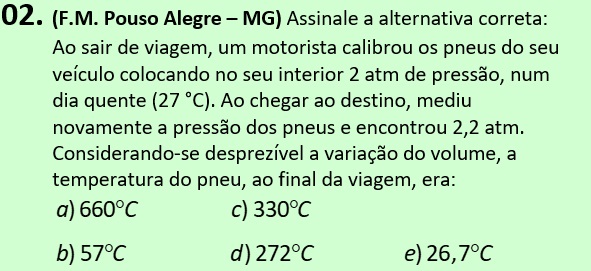 02. (F.M. Pouso Alegre – MG) Assinale a alternativa correta:
Ao sair de viagem, um motorista calibrou os pneus do seu
veículo colocando no seu interior 2 atm de pressão, num
dia quente (27 °C). Ao chegar ao destino, mediu
novamente a pressão dos pneus e encontrou 2,2 atm.
Considerando-se desprezível a variação do volume, a
temperatura do pneu, ao final da viagem, era:
a) 660°C c) 330°C
b) 57°C d) 272°C e) 26,7°C